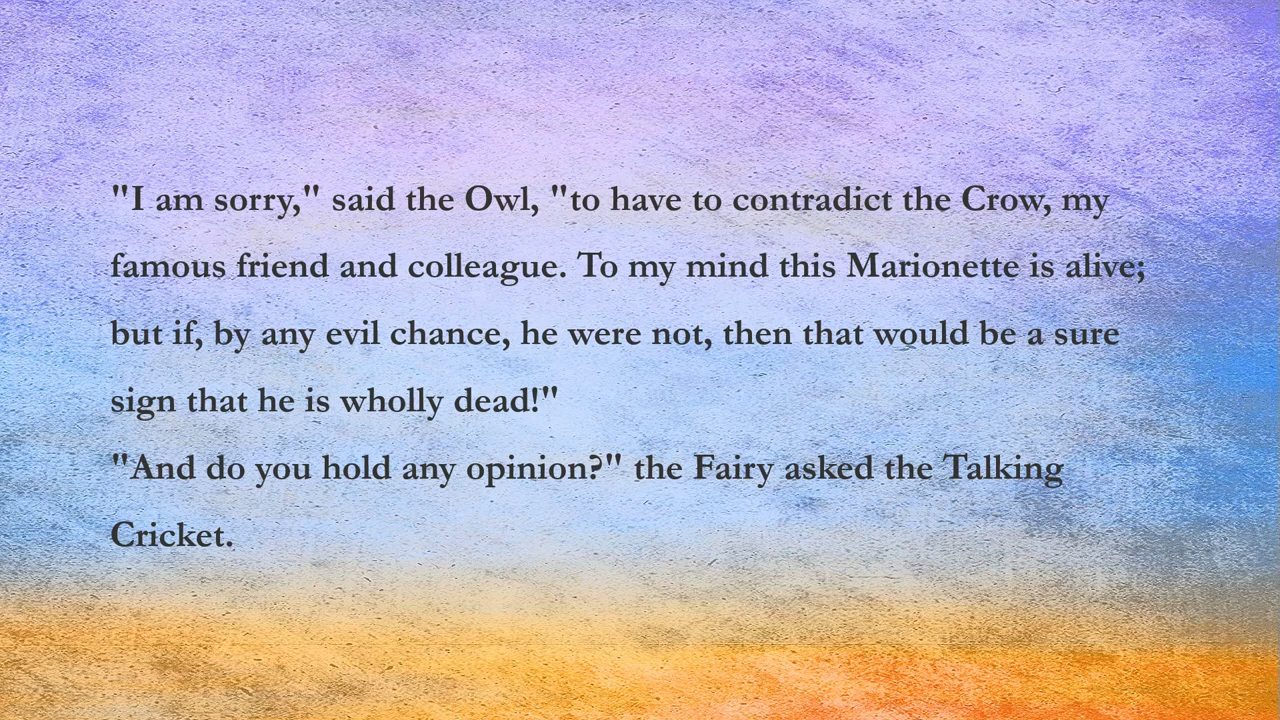 "I am sorry," said the Owl, "to have to contradict the Crow, my
famous friend and colleague. To my mind this Marionette is alive;
but if, by any evil chance, he were not, then that would be a sure
sign that he is wholly dead!"
"And do you hold any opinion?" the Fairy asked the Talking
Cricket.